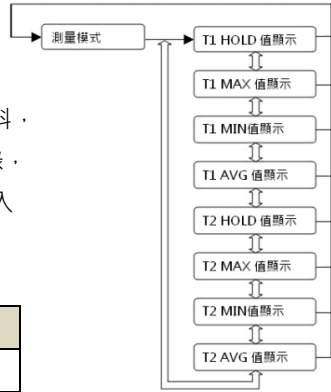 測量模式
T1 HOLD 值顯示
T1 MAX 值顯示
T1 MIN值顯示
T1 AVG 值顯示
T2 HOLD 值顯示
T2 MAX 值顯示
T2 MIN值顯示
T2 AVG 值顯示
料，
，
入